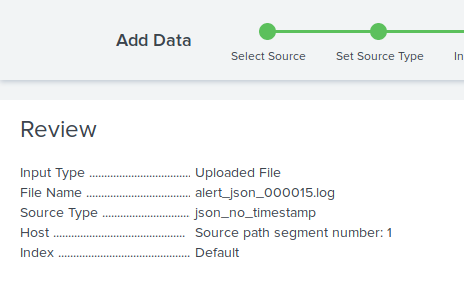 Add Data
Select Source
Set Source Type
In
Review
Input Type .................................. Uploaded File
File Name .................................. alert_json_000015.log
Source Type ............................. json_no_timestamp
Host ............................................ Source path segment number: 1
Index ............................................ Default